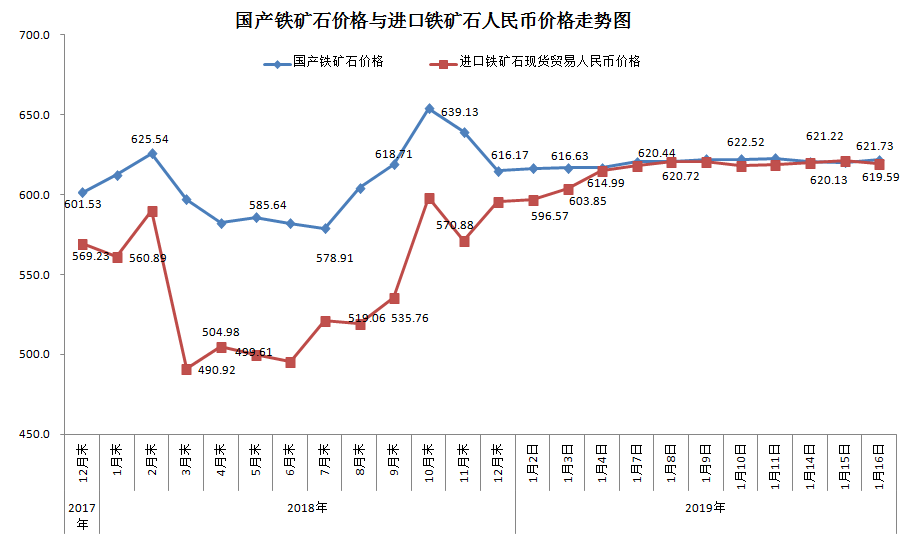 国产铁矿石价格与进口铁矿石人民币价格走势图
700.0
650.0
600.0
550.0
500.0
450.0
国产铁矿石价格
进口铁矿石现货贸易人民币价格
601.53
625.54
585.64
578.91
618.71
639.13
616.17
616.63
620.44
622.52
621.22
621.73
569.23
560.89
490.92
504.98
499.61
519.06
535.76
570.88
596.57
603.85
614.99
620.72
620.13
619.59
12月末
1月末
2月末
3月末
4月末
5月末
6月末
7月末
8月末
9月末
10月末
11月末
12月末
1月2日
1月3日
1月4日
1月7日
1月8日
1月9日
1月10日
1月11日
1月14日
1月15日
1月16日
2017
年
2018年
2019年